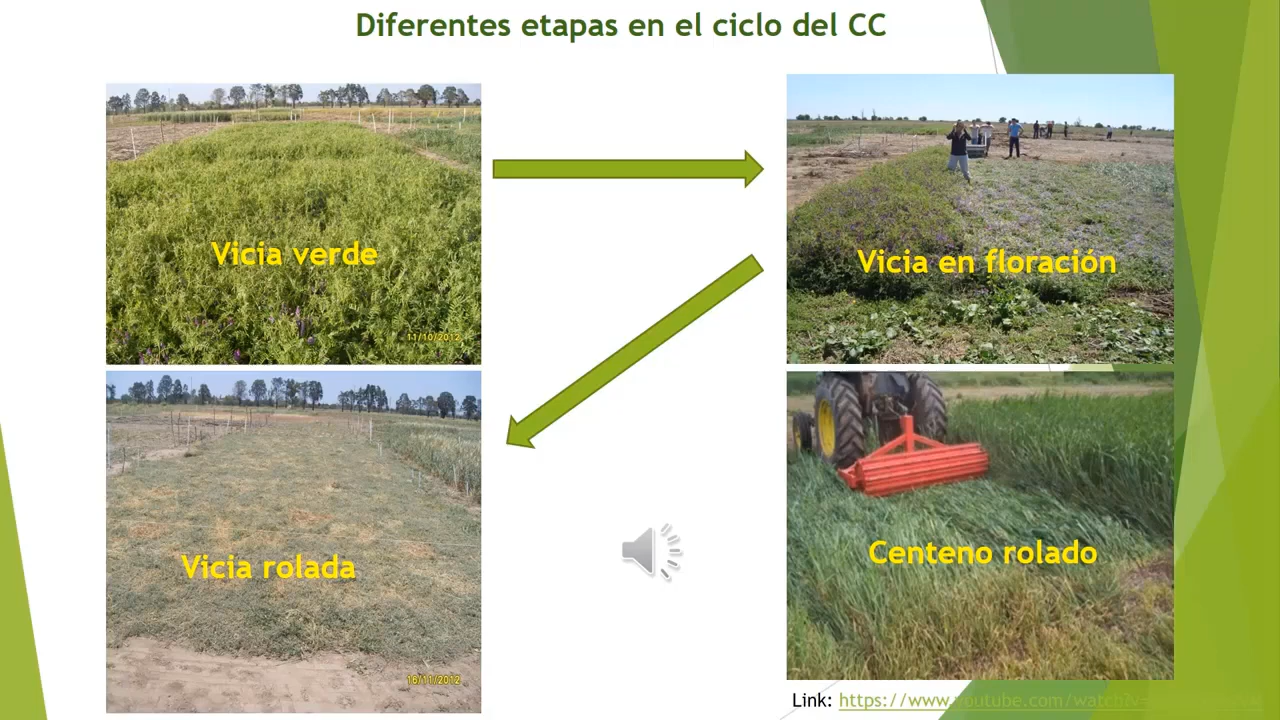 Diferentes etapas en el ciclo del CC
Vicia verde
11/10/2012
Vicia en floración
Vicia rolada
16/11/2012
Centeno rolado
Link: https://www.youtube.com/watch?v=